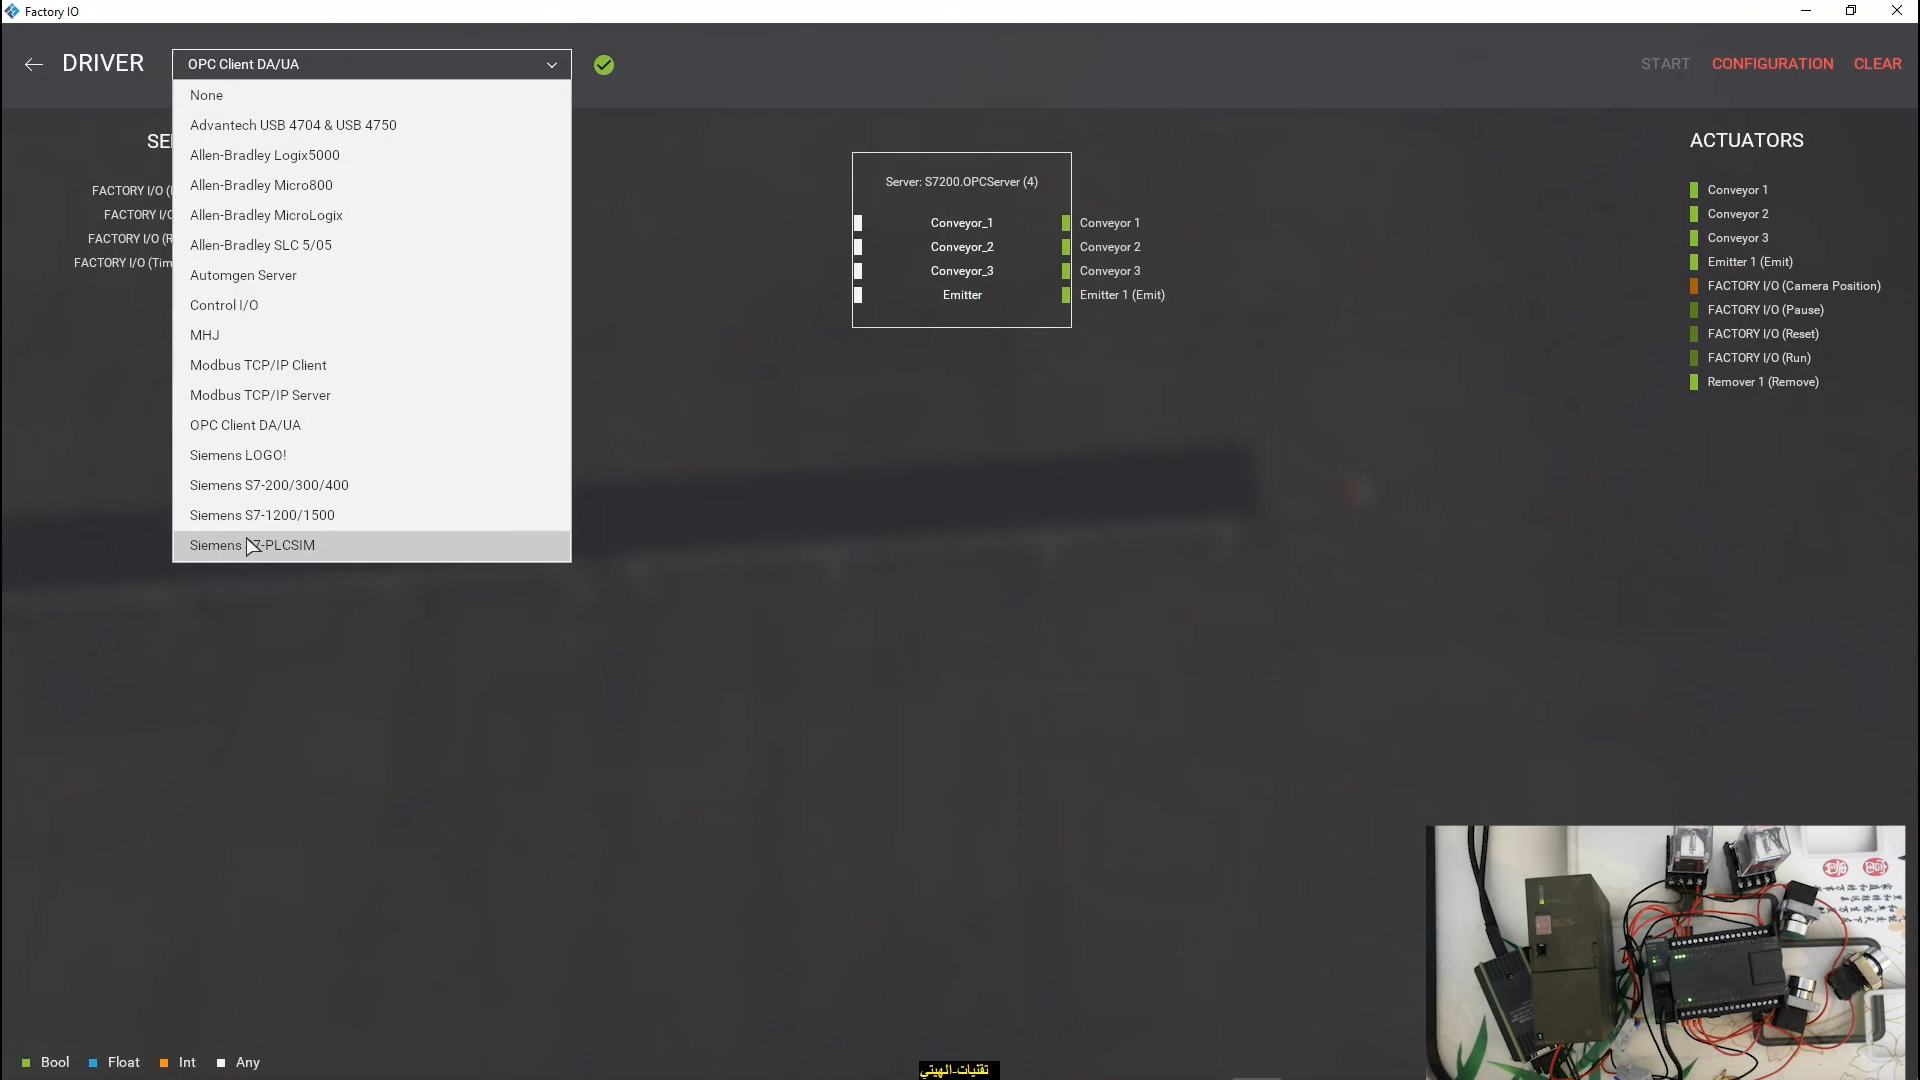 Factory IO
DRIVER
OPC Client DA/UA
START
CONFIGURATION
CLEAR
None
Advantech USB 4704 & USB 4750
Allen-Bradley Logix5000
Allen-Bradley Micro800
Allen-Bradley MicroLogix
Allen-Bradley SLC 5/05
Automgen Server
Control I/O
MHJ
Modbus TCP/IP Client
Modbus TCP/IP Server
OPC Client DA/UA
Siemens LOGO!
Siemens S7-200/300/400
Siemens S7-1200/1500
Siemens 7-PLCSIM
SE
FACTORY I/O (
FACTORY I/O
FACTORY I/O (R
FACTORY I/O (Tim
Server: S7200.OPCServer (4)
Conveyor_1 Conveyor 1
Conveyor_2 Conveyor 2
Conveyor_3 Conveyor 3
Emitter Emitter 1 (Emit)
ACTUATORS
Conveyor 1
Conveyor 2
Conveyor 3
Emitter 1 (Emit)
FACTORY I/O (Camera Position)
FACTORY I/O (Pause)
FACTORY I/O (Reset)
FACTORY I/O (Run)
Remover 1 (Remove)
Bool Float Int Any
تقنيات-الهيتي